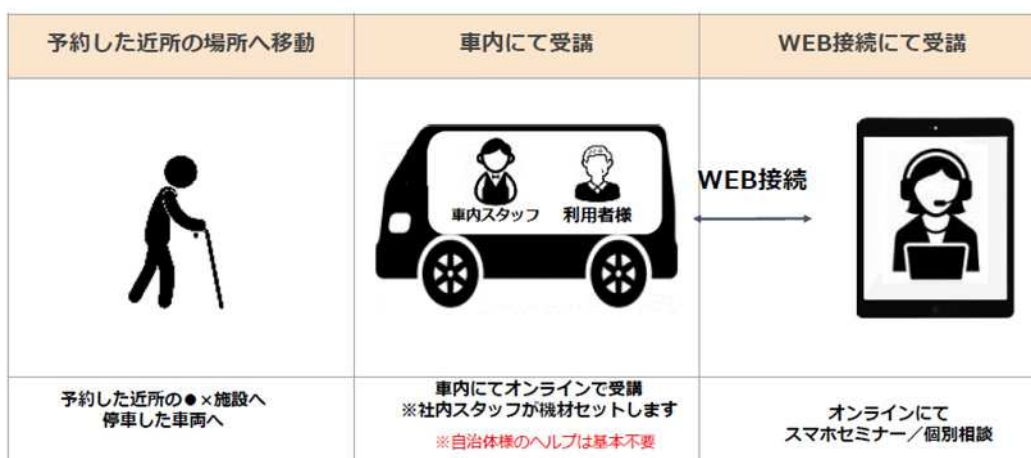 予約した近所の場所へ移動
車内にて受講
WEB接続にて受講
車内スタッフ
利用者様
WEB接続
予約した近所の●×施設へ
停車した車両へ
車内にてオンラインで受講
※社内スタッフが機材セットします
※自治体様のヘルプは基本不要
オンラインにて
スマホセミナー／個別相談